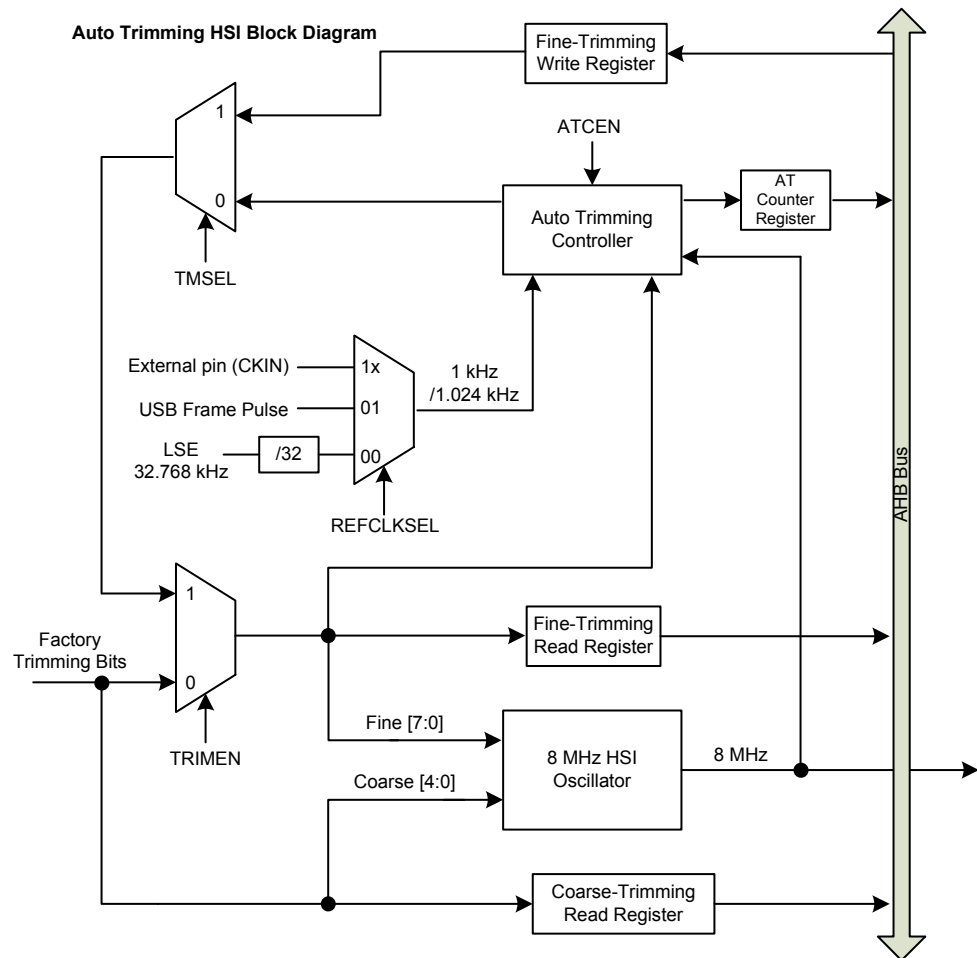 Auto Trimming HSI Block Diagram
Fine-Trimming
Write Register
1
0
TMSEL
ATCEN
Auto Trimming
Controller
AT
Counter
Register
External pin (CKIN)
USB Frame Pulse
LSE
32.768 kHz
/32
1x
01
00
1 kHz
/1.024 kHz
REFCLKSEL
AHB Bus
1
0
Factory
Trimming Bits
TRIMEN
Fine-Trimming
Read Register
Fine [7:0]
Coarse [4:0]
8 MHz HSI
Oscillator
8 MHz
Coarse-Trimming
Read Register